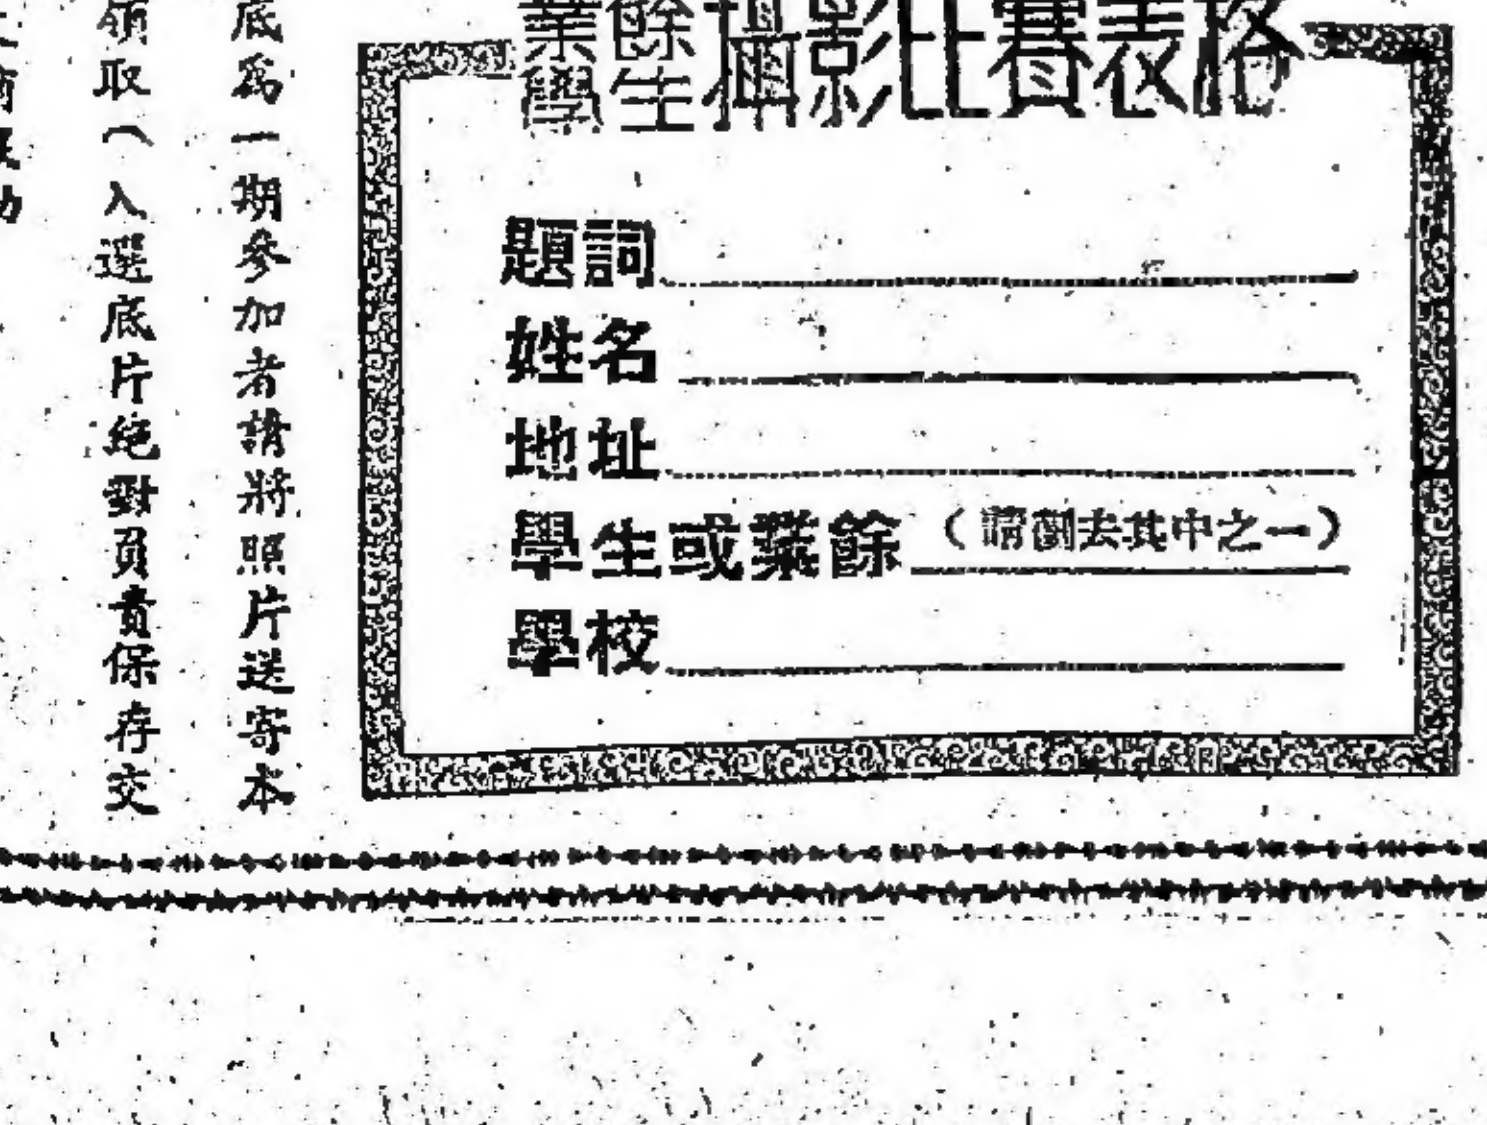 業餘
學生
攝影比賽表格
題詞
姓名
地址
學生或業餘（請劃去其中之一）
學校
底為一期參加者請將照片送寄本
領取（入選底片絕對負責保存交